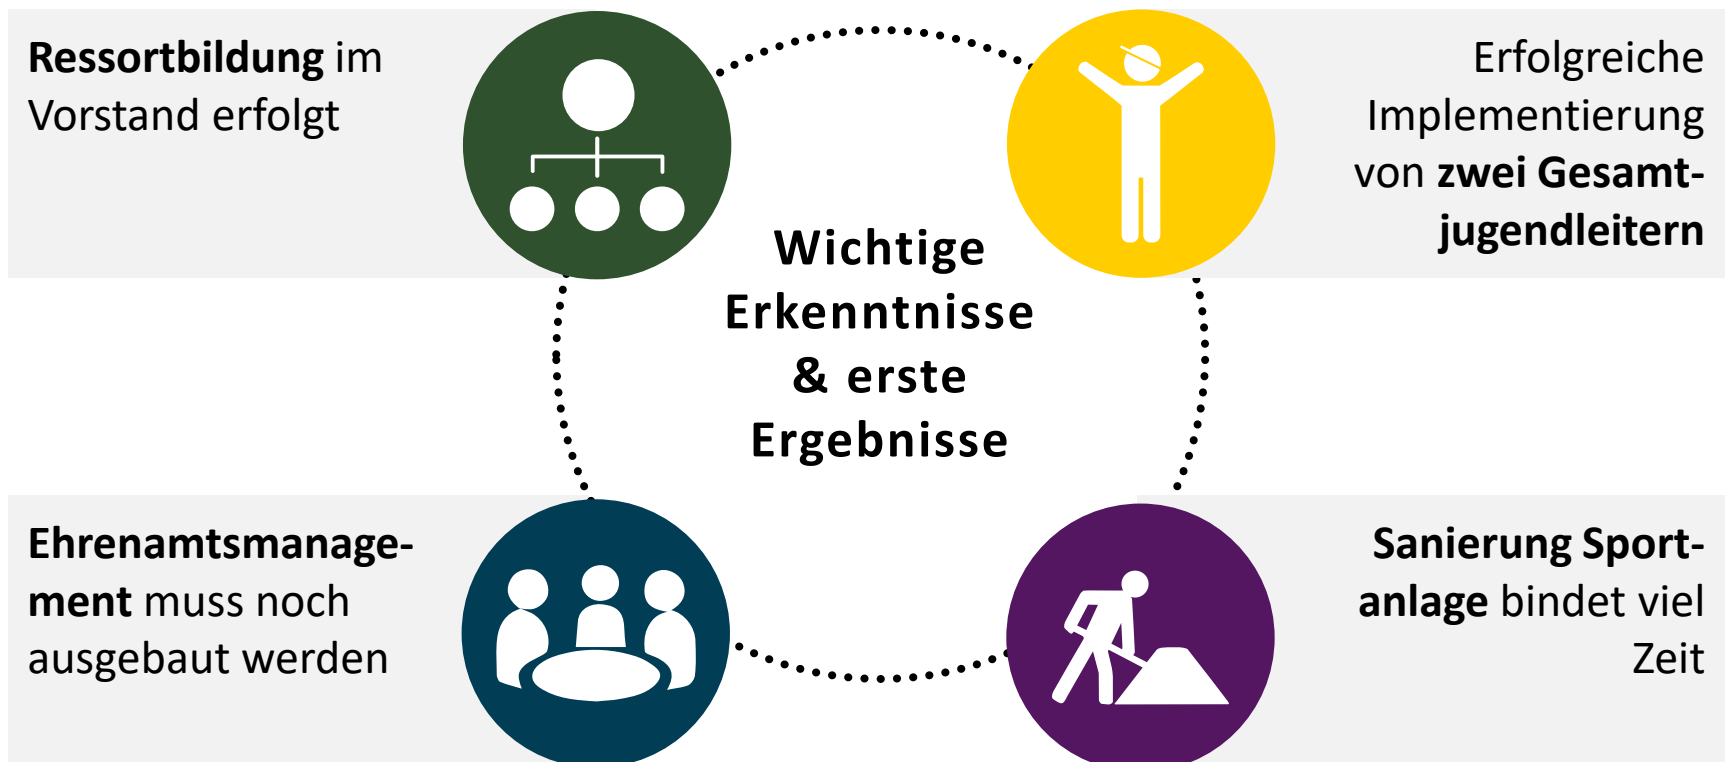 Ressortbildung im
Vorstand erfolgt
Erfolgreiche
Implementierung
von zwei Gesamt-
jugendleitern
Wichtige
Erkenntnisse
& erste
Ergebnisse
Ehrenamtsmanage-
ment muss noch
ausgebaut werden
Sanierung Sport-
anlage bindet viel
Zeit